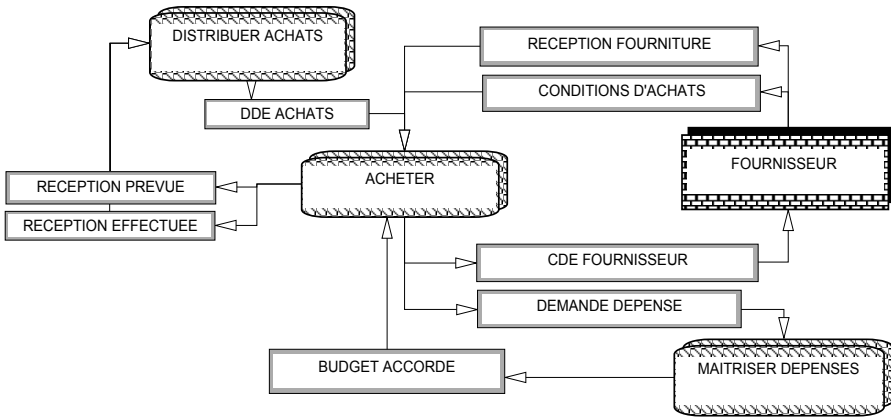 DISTRIBUER ACHATS
RECEPTION FOURNITURE
CONDITIONS D'ACHATS
DDE ACHATS
FOURNISSEUR
ACHETER
RECEPTION PREVUE
RECEPTION EFFECTUEE
CDE FOURNISSEUR
DEMANDE DEPENSE
BUDGET ACCORDE
MAITRISER DEPENSES